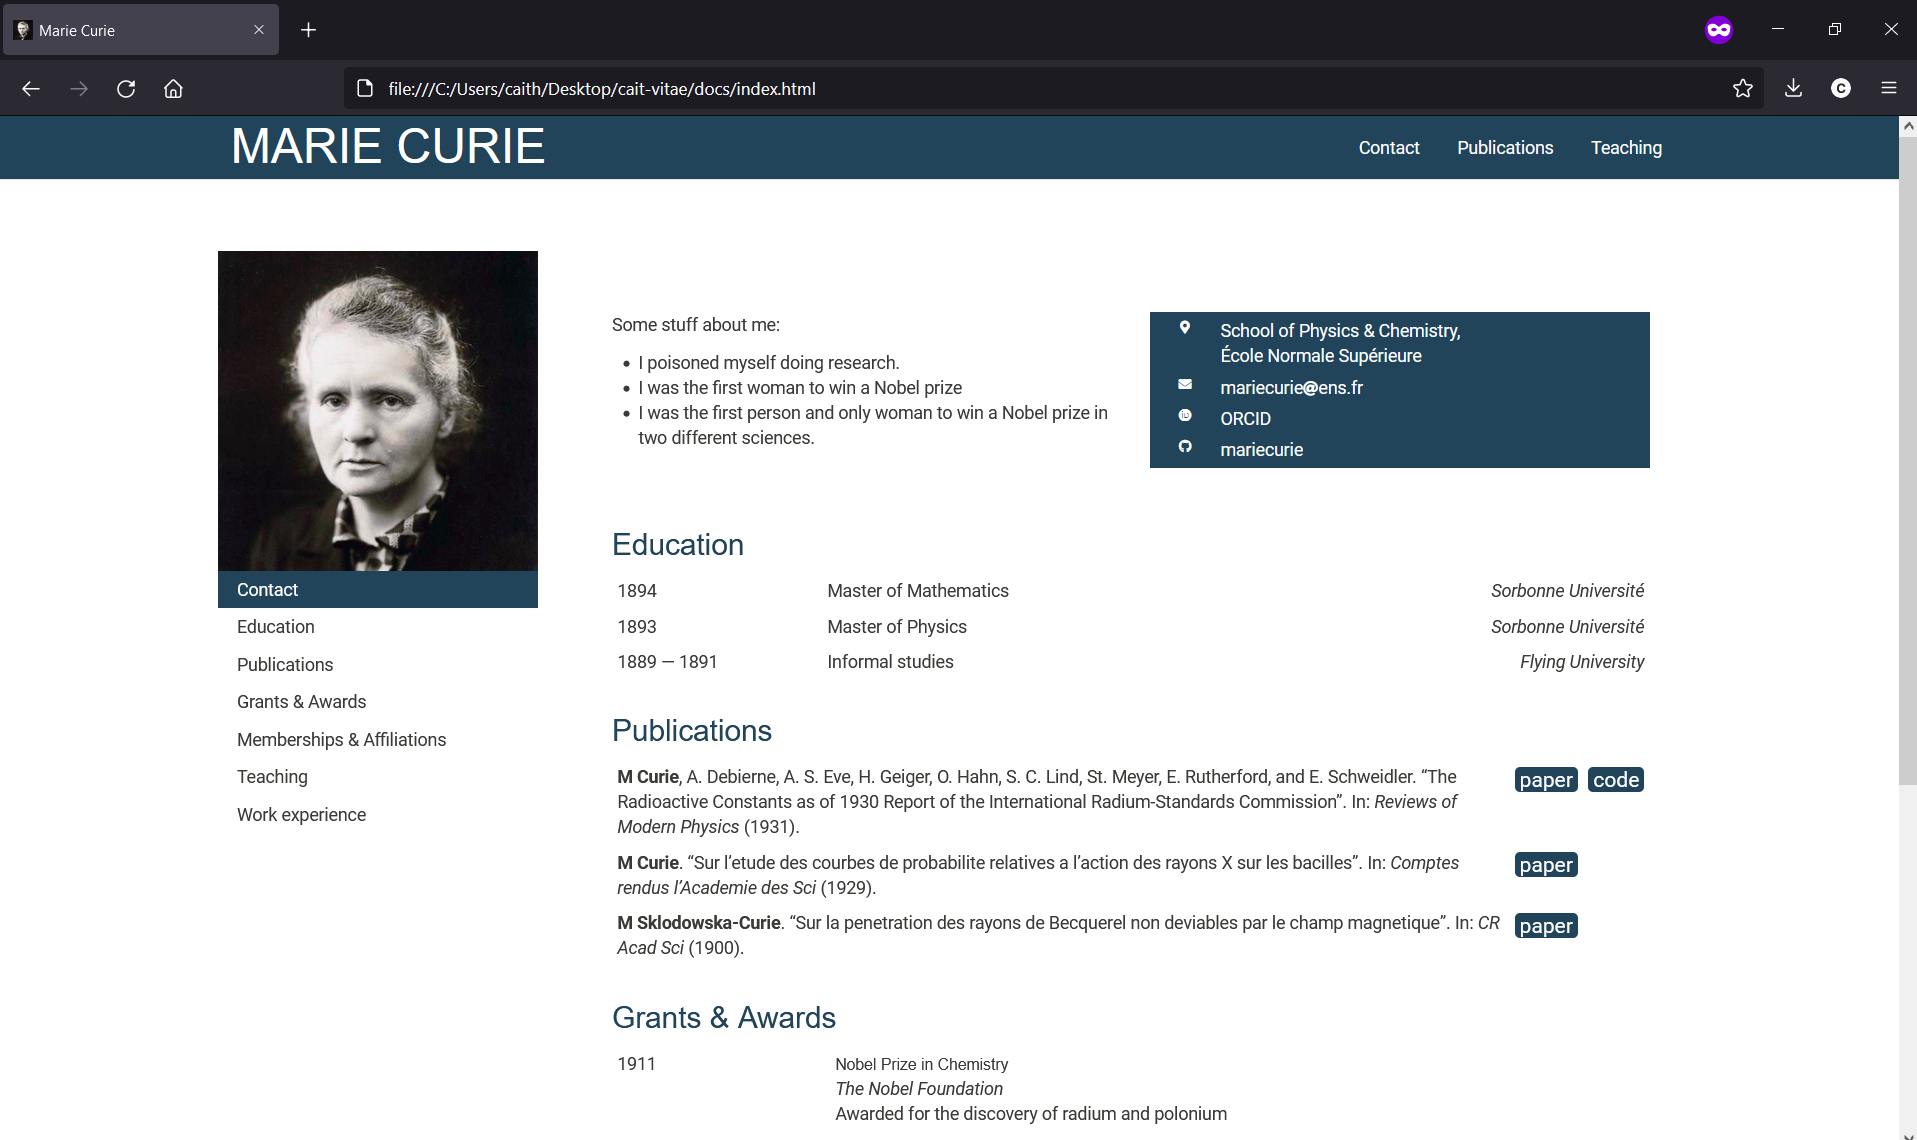 Marie Curie
file:///C:/Users/caith/Desktop/cait-vitae/docs/index.html
MARIE CURIE
Contact Publications Teaching
Some stuff about me:
• I poisoned myself doing research.
• I was the first woman to win a Nobel prize
• I was the first person and only woman to win a Nobel prize in
two different sciences.
School of Physics & Chemistry,
École Normale Supérieure
mariecurie@ens.fr
ORCID
mariecurie
Contact
Education
Publications
Grants & Awards
Memberships & Affiliations
Teaching
Work experience
Education
1894 Master of Mathematics Sorbonne Université
1893 Master of Physics Sorbonne Université
1889 — 1891 Informal studies Flying University
Publications
M Curie, A. Debierne, A. S. Eve, H. Geiger, O. Hahn, S. C. Lind, St. Meyer, E. Rutherford, and E. Schweidler. “The paper code
Radioactive Constants as of 1930 Report of the International Radium-Standards Commission”. In: Reviews of
Modern Physics (1931).
M Curie. “Sur l’etude des courbes de probabilite relatives a l’action des rayons X sur les bacilles”. In: Comptes paper
rendus l’Academie des Sci (1929).
M Sklodowska-Curie. “Sur la penetration des rayons de Becquerel non deviables par le champ magnetique”. In: CR paper
Acad Sci (1900).
Grants & Awards
1911 Nobel Prize in Chemistry
The Nobel Foundation
Awarded for the discovery of radium and polonium